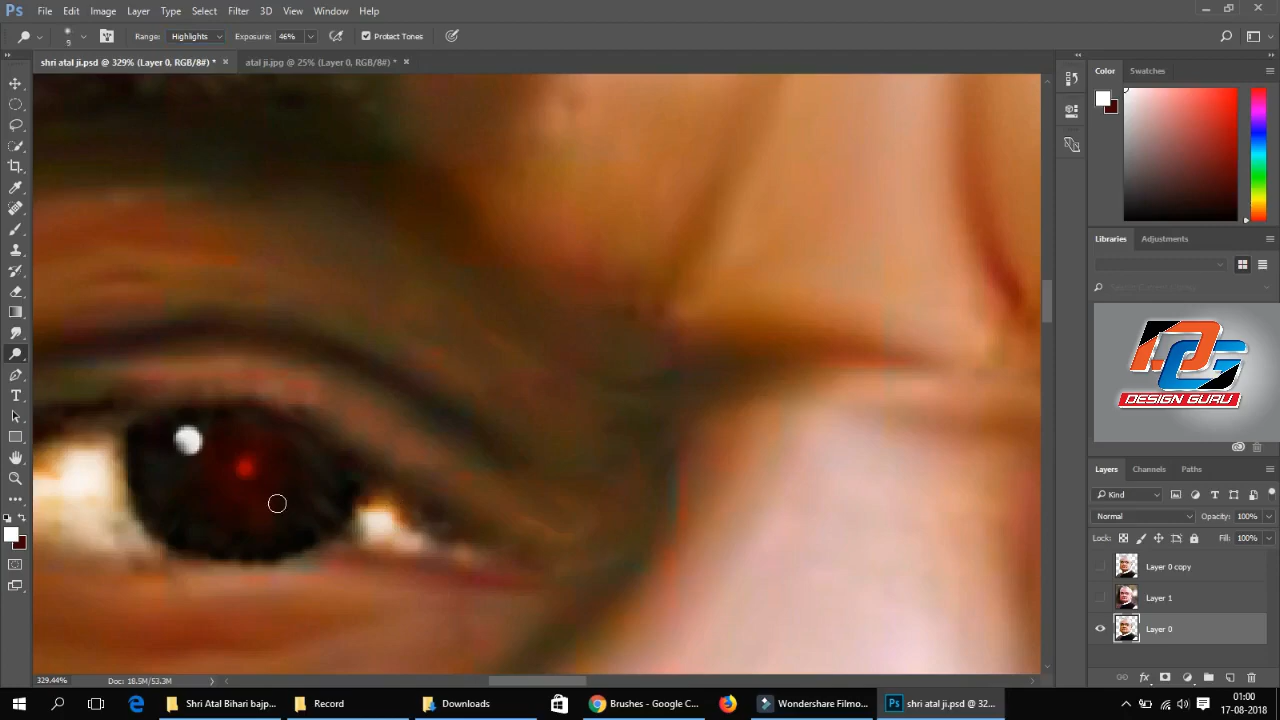 Ps File Edit Image Layer Type Select Filter 3D View Window Help
9 Range: Highlights Exposure: 46% Protect Tones
shri atal ji.psd @ 329% (Layer 0, RGB/8#) * atal ji.jpg @ 25% (Layer 0, RGB/8#) *
Color Swatches
Libraries Adjustments
DESIGN GURU
Layers Channels Paths
Kind
Normal Opacity: 100%
Lock: Fill: 100%
Layer 0 copy
Layer 1
Layer 0
329.44% Doc: 18.5M/53.3M
Shri Atal Bihari bajp... Record Downloads Brushes - Google C... Wondershare Filmo... Ps shri atal ji.psd @ 32... 01:00
17-08-2018